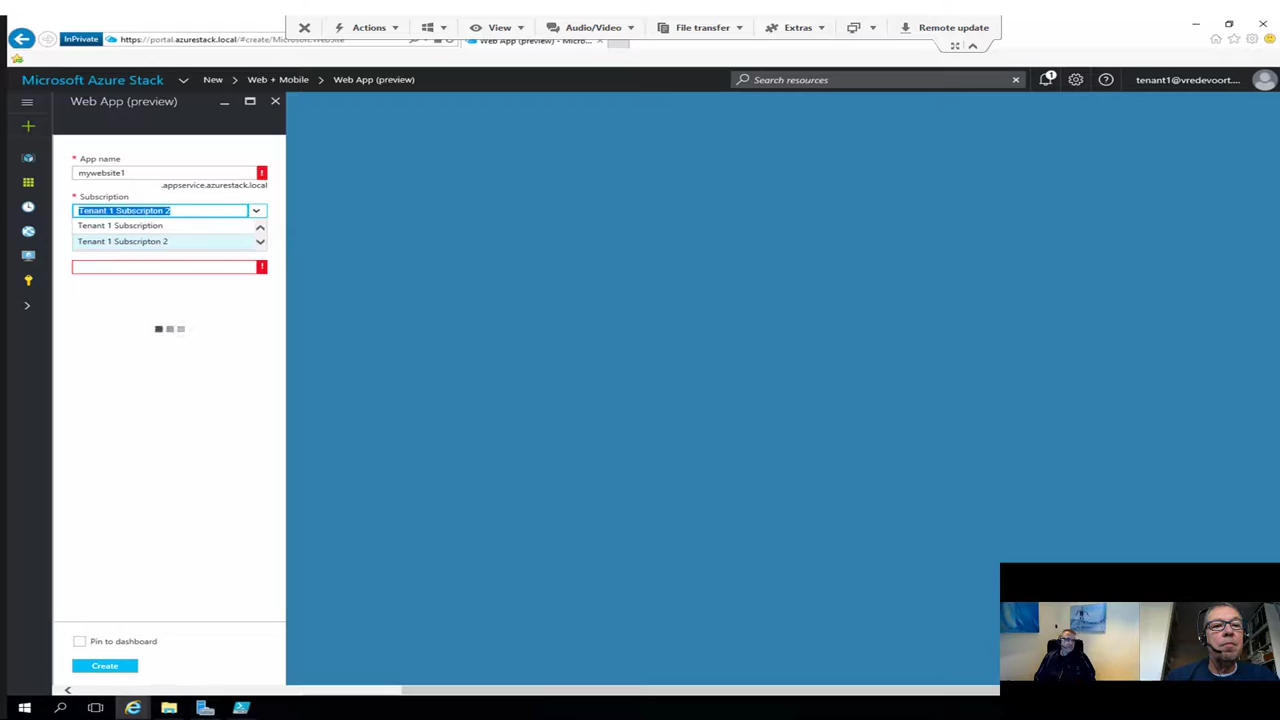 Actions
View
Audio/Video
File transfer
Extras
Remote update
InPrivate
https://portal.azurestack.local/#create/Microsoft.WebSite
Web App (preview) - Micro...
Microsoft Azure Stack
New > Web + Mobile > Web App (preview)
Search resources
1
tenant1@vredevoort....
Web App (preview)
* App name
mywebsite1
.appservice.azurestack.local
* Subscription
Tenant 1 Subscripton 2
Tenant 1 Subscription
Tenant 1 Subscripton 2
Pin to dashboard
Create